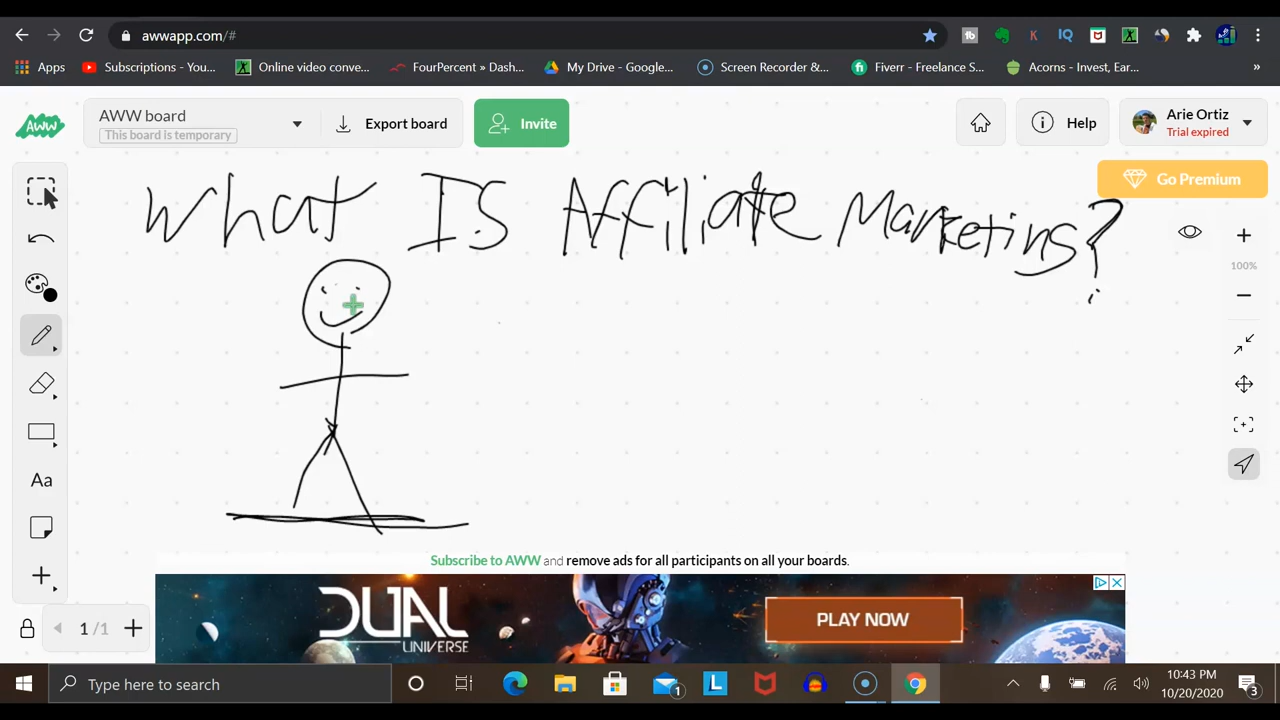 awwapp.com/#
Apps
Subscriptions - You...
Online video conve...
FourPercent » Dash...
My Drive - Google...
Screen Recorder &...
Fiverr - Freelance S...
Acorns - Invest, Ear...
»
AWW
AWW board
This board is temporary
Export board
Invite
Help
Arie Ortiz
Trial expired
Go Premium
What Is Affiliate Marketing?
100%
Aa
Subscribe to AWW and remove ads for all participants on all your boards.
DUAL
UNIVERSE
PLAY NOW
1 /1
Type here to search
1
L
10:43 PM
10/20/2020
3